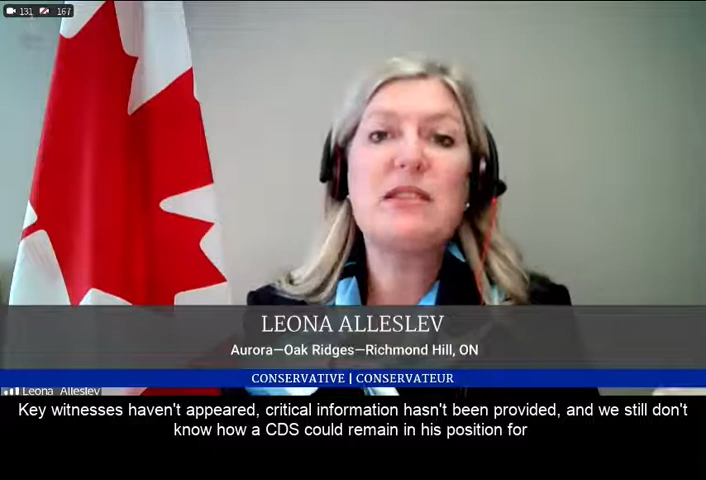 131 167
LEONA ALLESLEV
Aurora—Oak Ridges—Richmond Hill, ON
CONSERVATIVE | CONSERVATEUR
Leona Alleslev
Key witnesses haven't appeared, critical information hasn't been provided, and we still don't
know how a CDS could remain in his position for